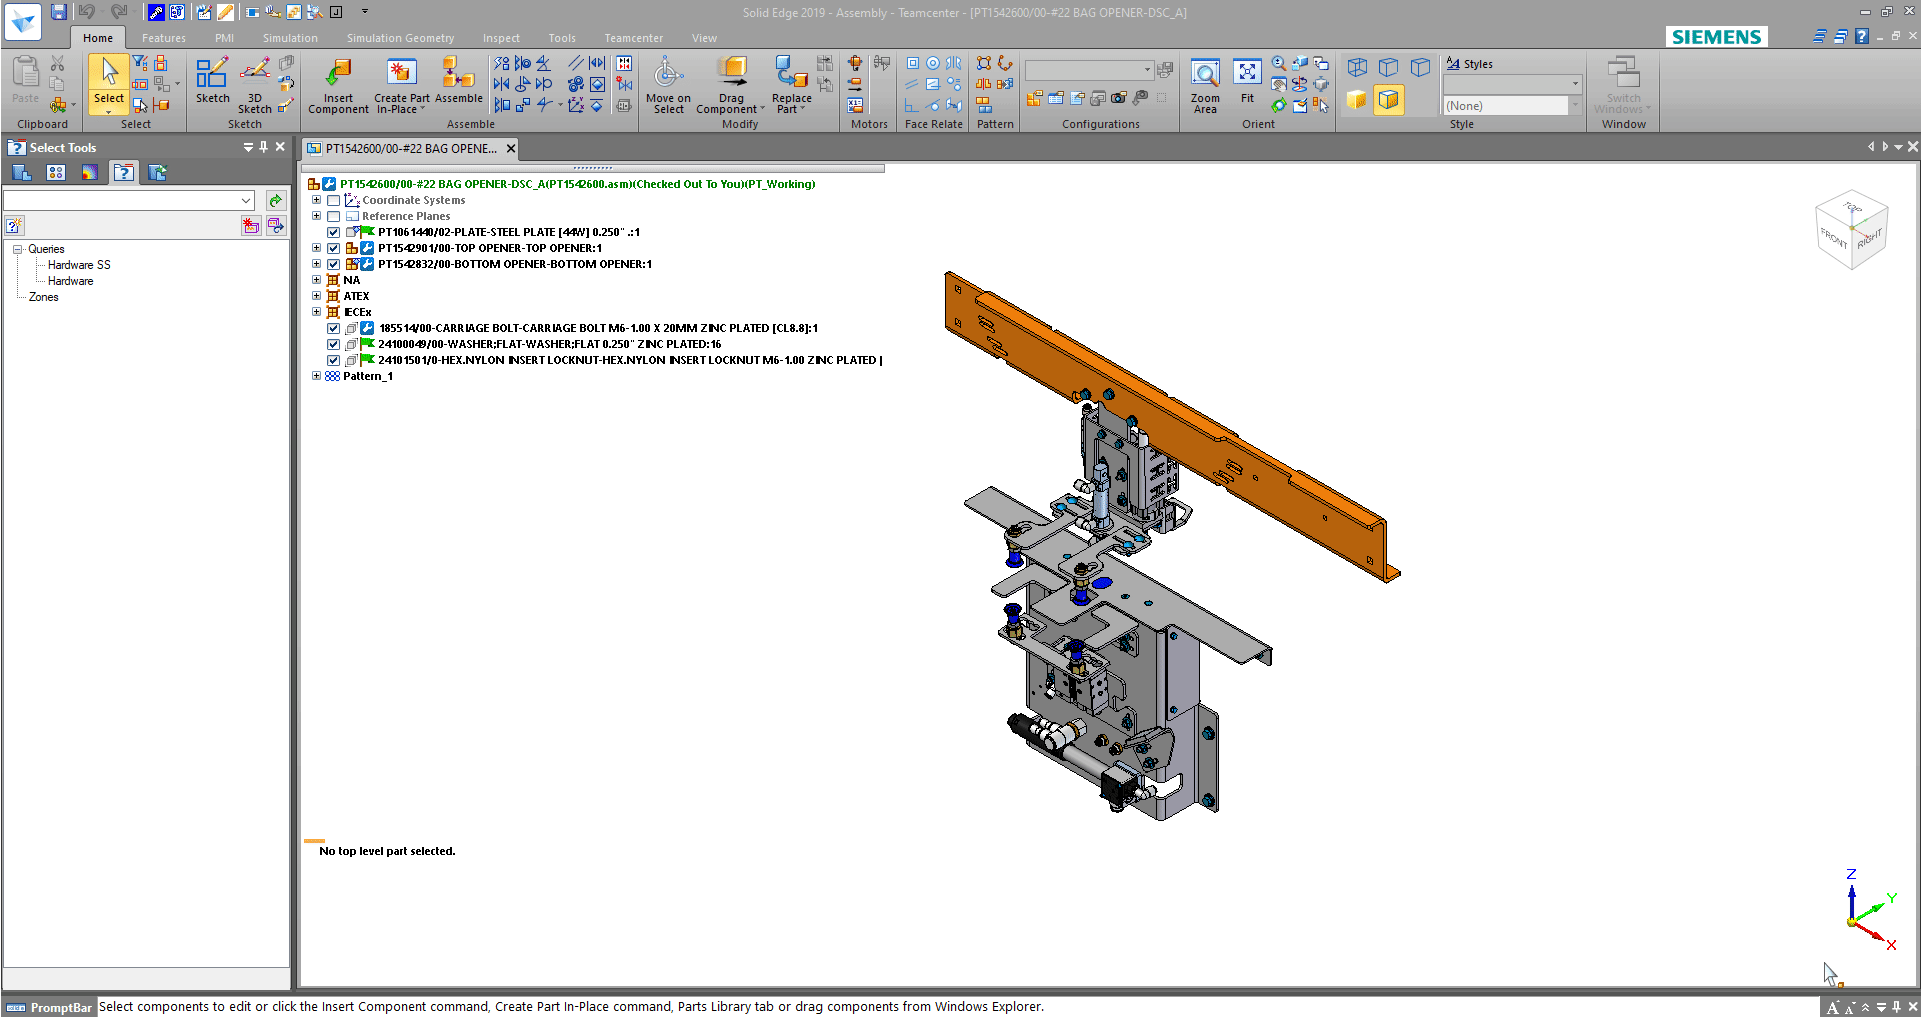 Solid Edge 2019 - Assembly - Teamcenter - [PT1542600/00-#22 BAG OPENER-DSC_A]
Home Features PMI Simulation Simulation Geometry Inspect Tools Teamcenter View
SIEMENS
Paste
Clipboard
Select
Select
Sketch
3D Sketch
Sketch
Insert Component
Create Part In-Place
Assemble
Assemble
Move on Select
Drag Component
Replace Part
Modify
Motors
Face Relate
Pattern
Configurations
Zoom Area
Fit
Orient
Styles
(None)
Style
Switch Windows
Window
Select Tools
PT1542600/00-#22 BAG OPENE...
Queries
Hardware SS
Hardware
Zones
PT1542600/00-#22 BAG OPENER-DSC_A(PT1542600.asm)(Checked Out To You)(PT_Working)
Coordinate Systems
Reference Planes
PT1061440/02-PLATE-STEEL PLATE [44W] 0.250" .:1
PT1542901/00-TOP OPENER-TOP OPENER:1
PT1542832/00-BOTTOM OPENER-BOTTOM OPENER:1
NA
ATEX
IECEx
185514/00-CARRIAGE BOLT-CARRIAGE BOLT M6-1.00 X 20MM ZINC PLATED [CL8.8]:1
24100049/00-WASHER;FLAT-WASHER;FLAT 0.250" ZINC PLATED:16
24101501/0-HEX.NYLON INSERT LOCKNUT-HEX.NYLON INSERT LOCKNUT M6-1.00 ZINC PLATED [
Pattern_1
TOP
FRONT
RIGHT
No top level part selected.
Z
Y
X
PromptBar
Select components to edit or click the Insert Component command, Create Part In-Place command, Parts Library tab or drag components from Windows Explorer.